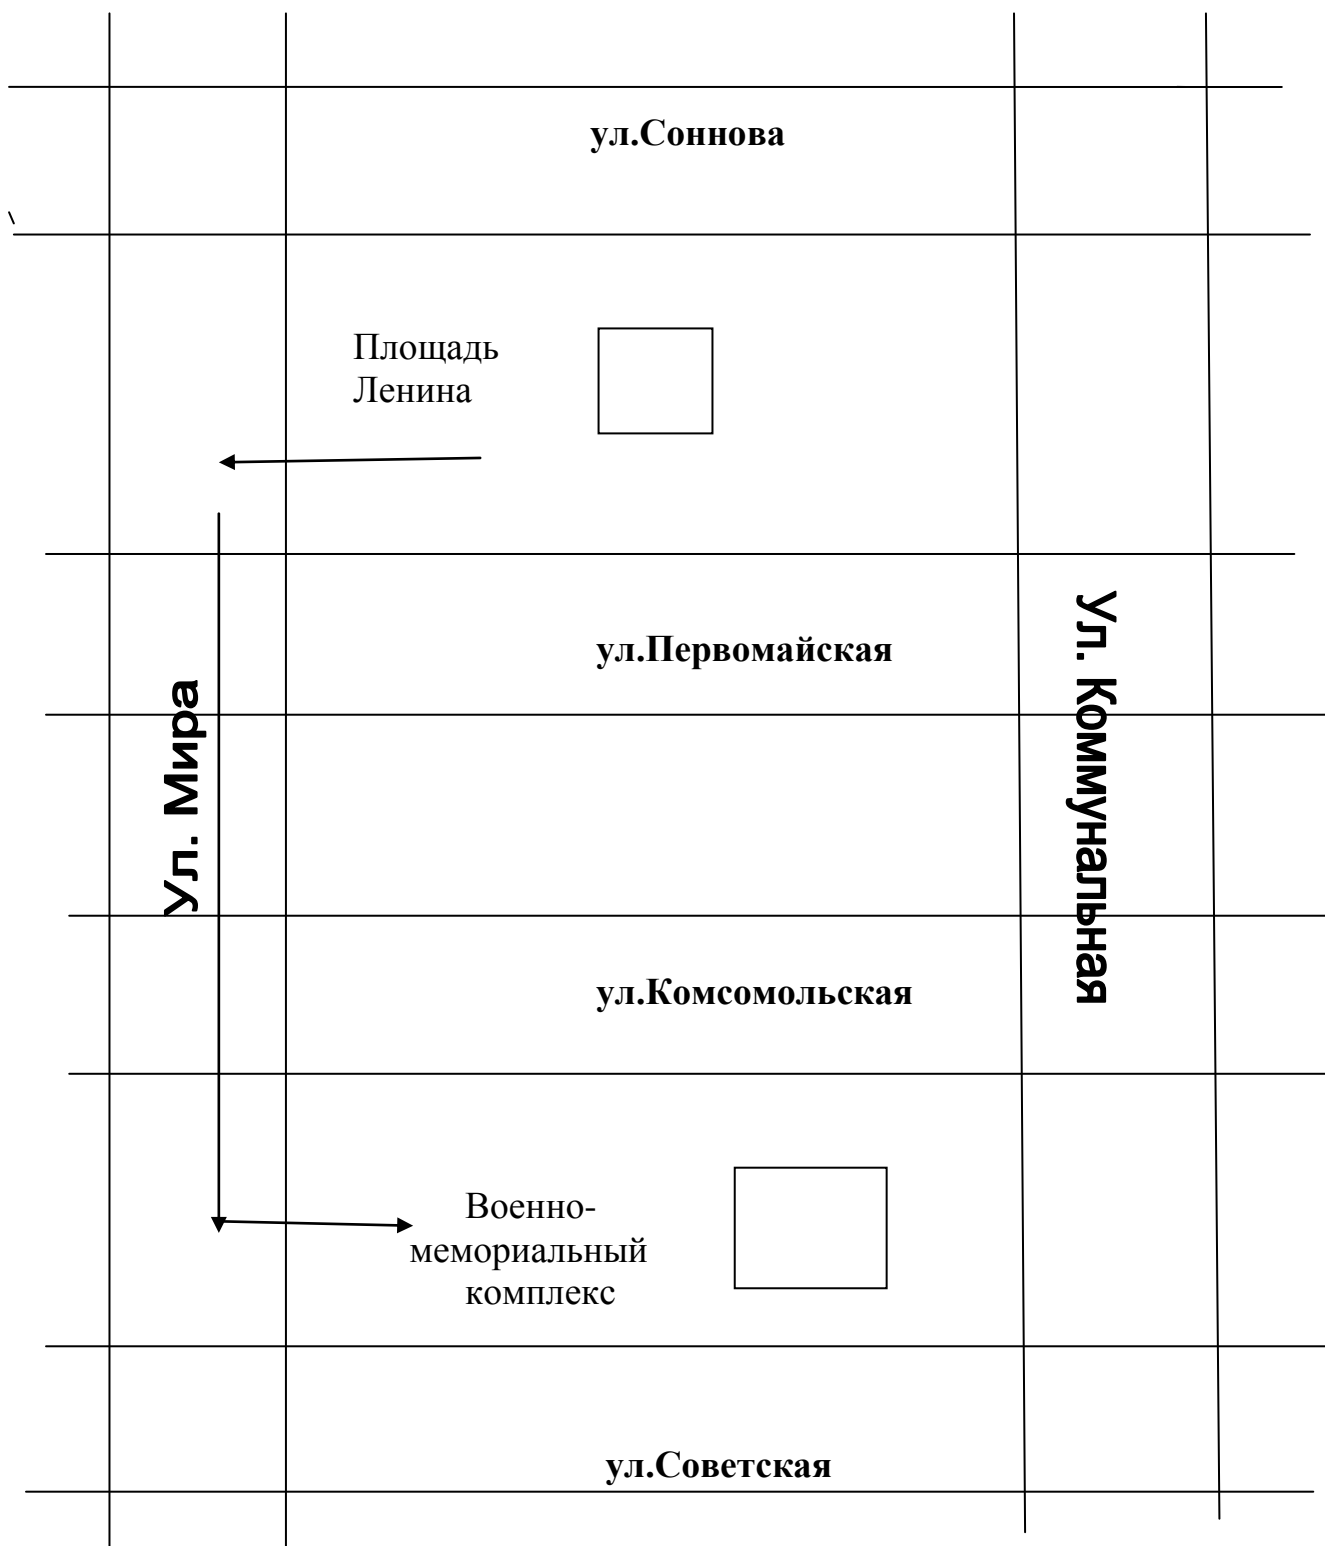 ул.Соннова
Площадь
Ленина
ул.Первомайская
Ул. Мира
Ул. Коммунальная
ул.Комсомольская
Военно-
мемориальный
комплекс
ул.Советская